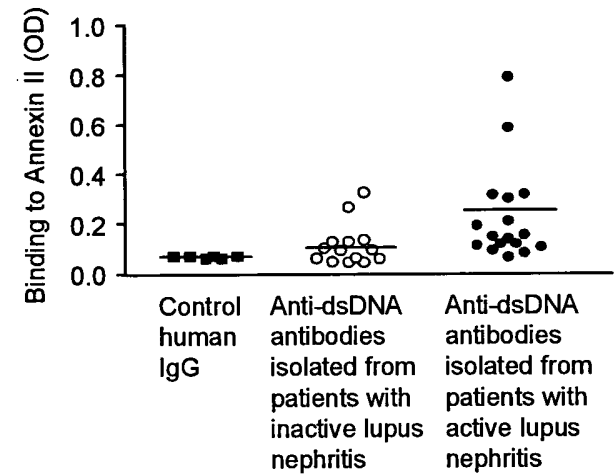 Binding to Annexin II (OD)
1.0
0.8
0.6
0.4
0.2
0.0
Control
human
IgG
Anti-dsDNA
antibodies
isolated from
patients with
inactive lupus
nephritis
Anti-dsDNA
antibodies
isolated from
patients with
active lupus
nephritis